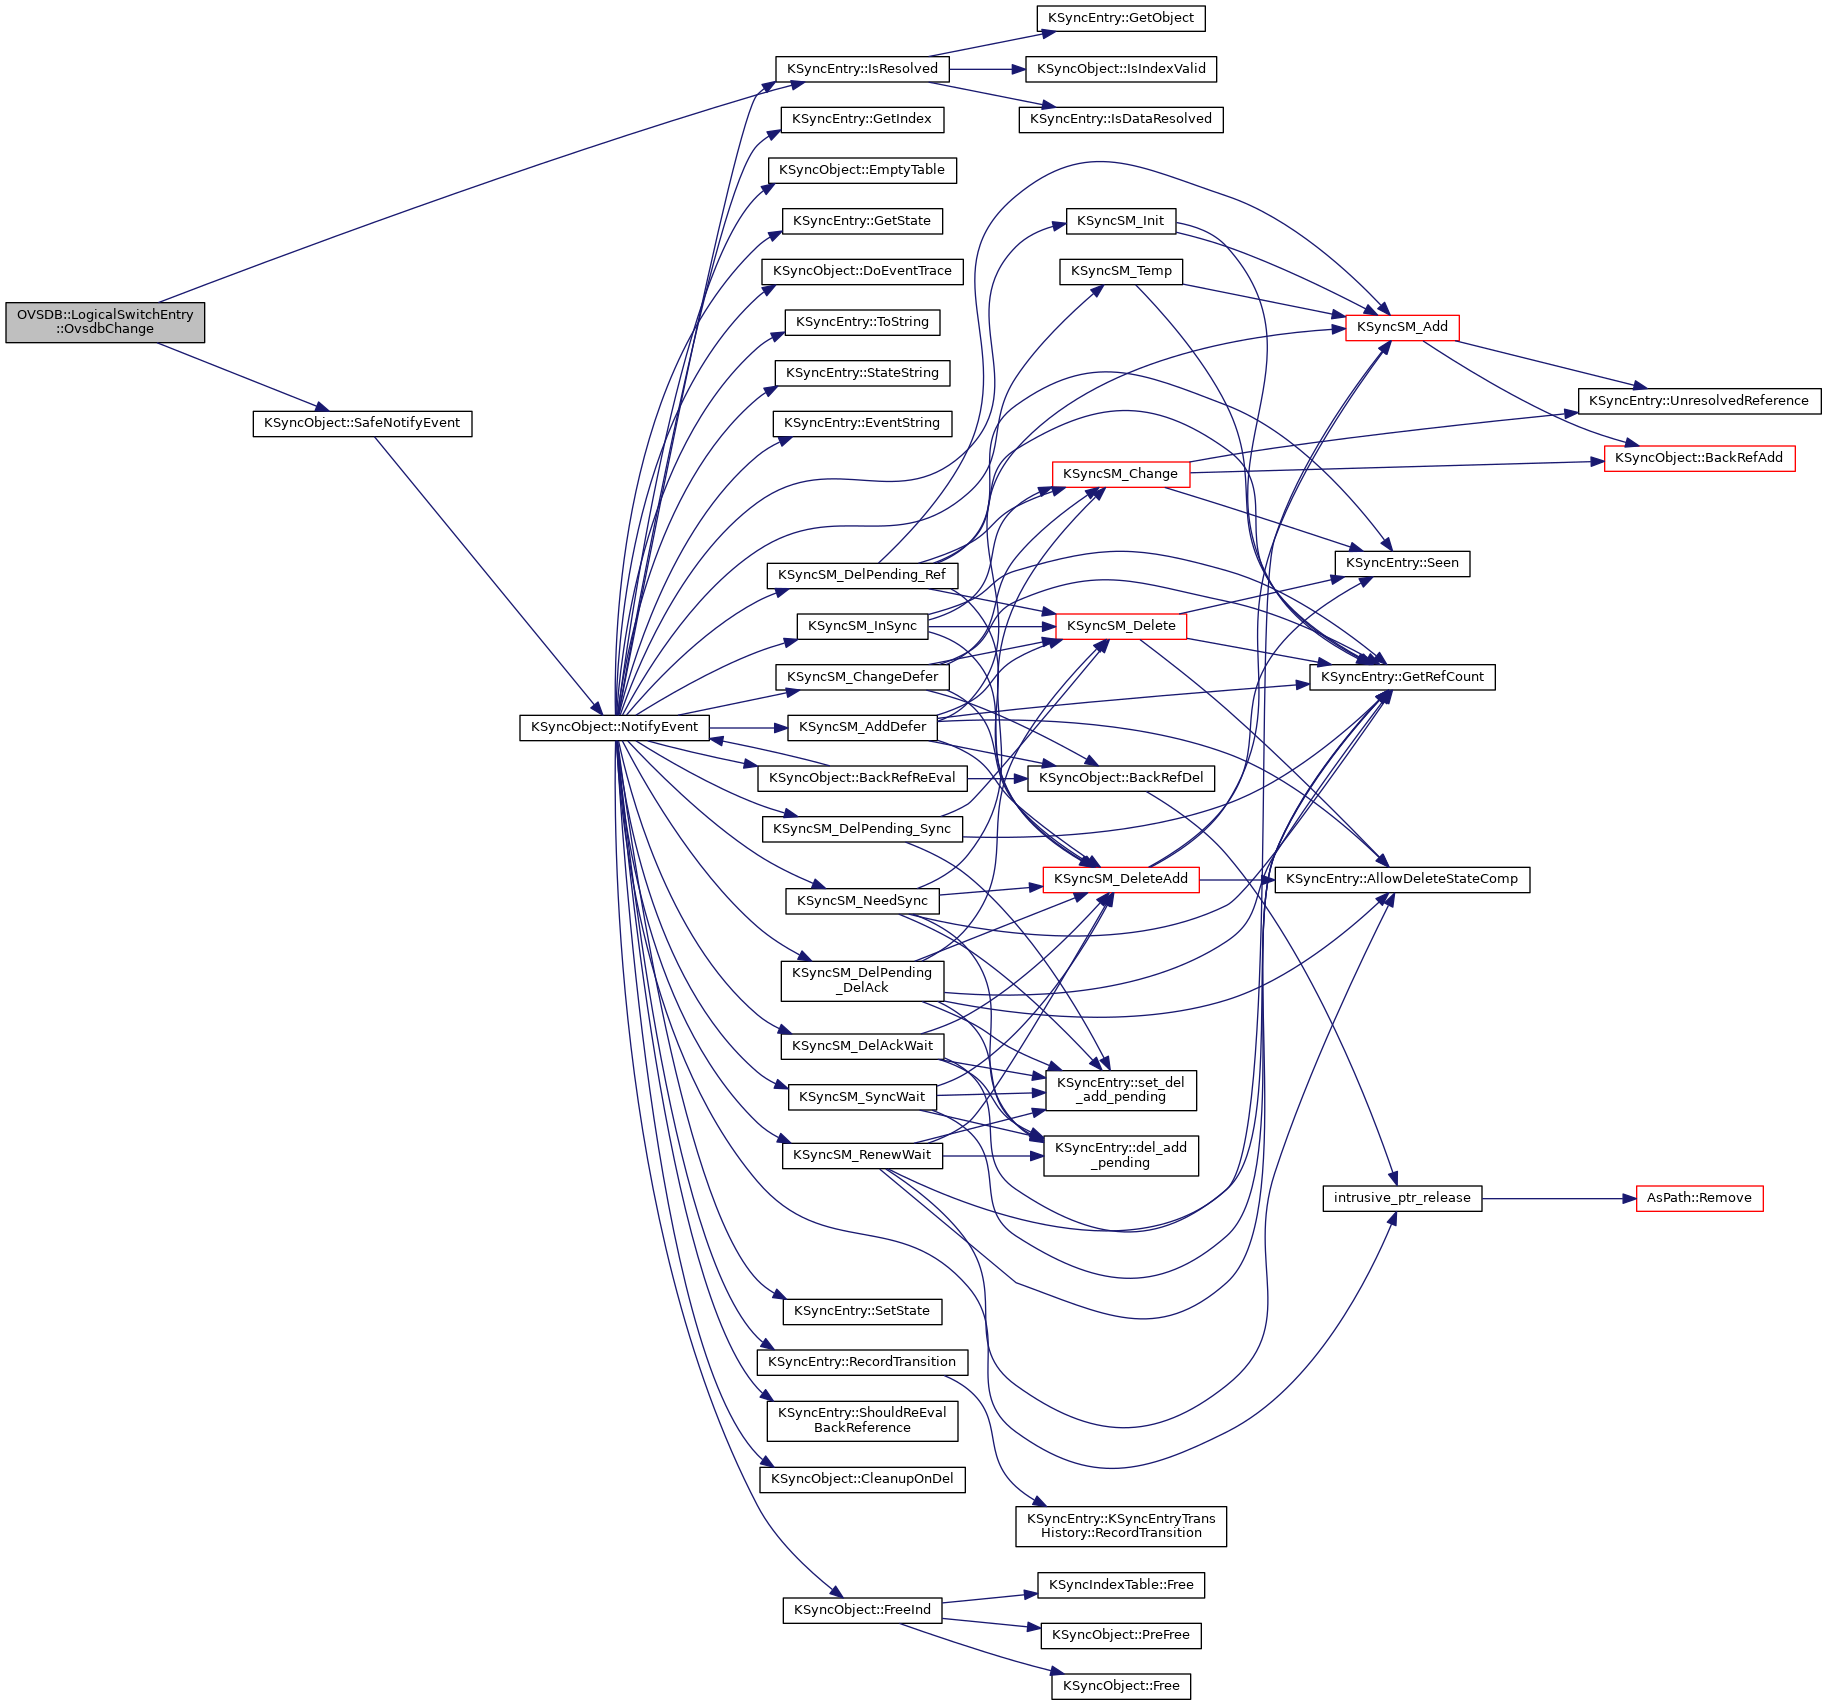 OVSDB::LogicalSwitchEntry
::OvsdbChange
KSyncObject::SafeNotifyEvent
KSyncObject::NotifyEvent
KSyncEntry::IsResolved
KSyncEntry::GetIndex
KSyncObject::EmptyTable
KSyncEntry::GetState
KSyncObject::DoEventTrace
KSyncEntry::ToString
KSyncEntry::StateString
KSyncEntry::EventString
KSyncSM_DelPending_Ref
KSyncSM_InSync
KSyncSM_ChangeDefer
KSyncSM_AddDefer
KSyncObject::BackRefReEval
KSyncSM_DelPending_Sync
KSyncSM_NeedSync
KSyncSM_DelPending
_DelAck
KSyncSM_DelAckWait
KSyncSM_SyncWait
KSyncSM_RenewWait
KSyncEntry::SetState
KSyncEntry::RecordTransition
KSyncEntry::ShouldReEval
BackReference
KSyncObject::CleanupOnDel
KSyncObject::FreeInd
KSyncEntry::GetObject
KSyncObject::IsIndexValid
KSyncEntry::IsDataResolved
KSyncSM_Init
KSyncSM_Temp
KSyncSM_Change
KSyncSM_Delete
KSyncObject::BackRefDel
KSyncSM_DeleteAdd
KSyncEntry::set_del
_add_pending
KSyncEntry::del_add
_pending
KSyncEntry::KSyncEntryTrans
History::RecordTransition
KSyncIndexTable::Free
KSyncObject::PreFree
KSyncObject::Free
KSyncSM_Add
KSyncEntry::Seen
KSyncEntry::GetRefCount
KSyncEntry::AllowDeleteStateComp
intrusive_ptr_release
KSyncEntry::UnresolvedReference
KSyncObject::BackRefAdd
AsPath::Remove